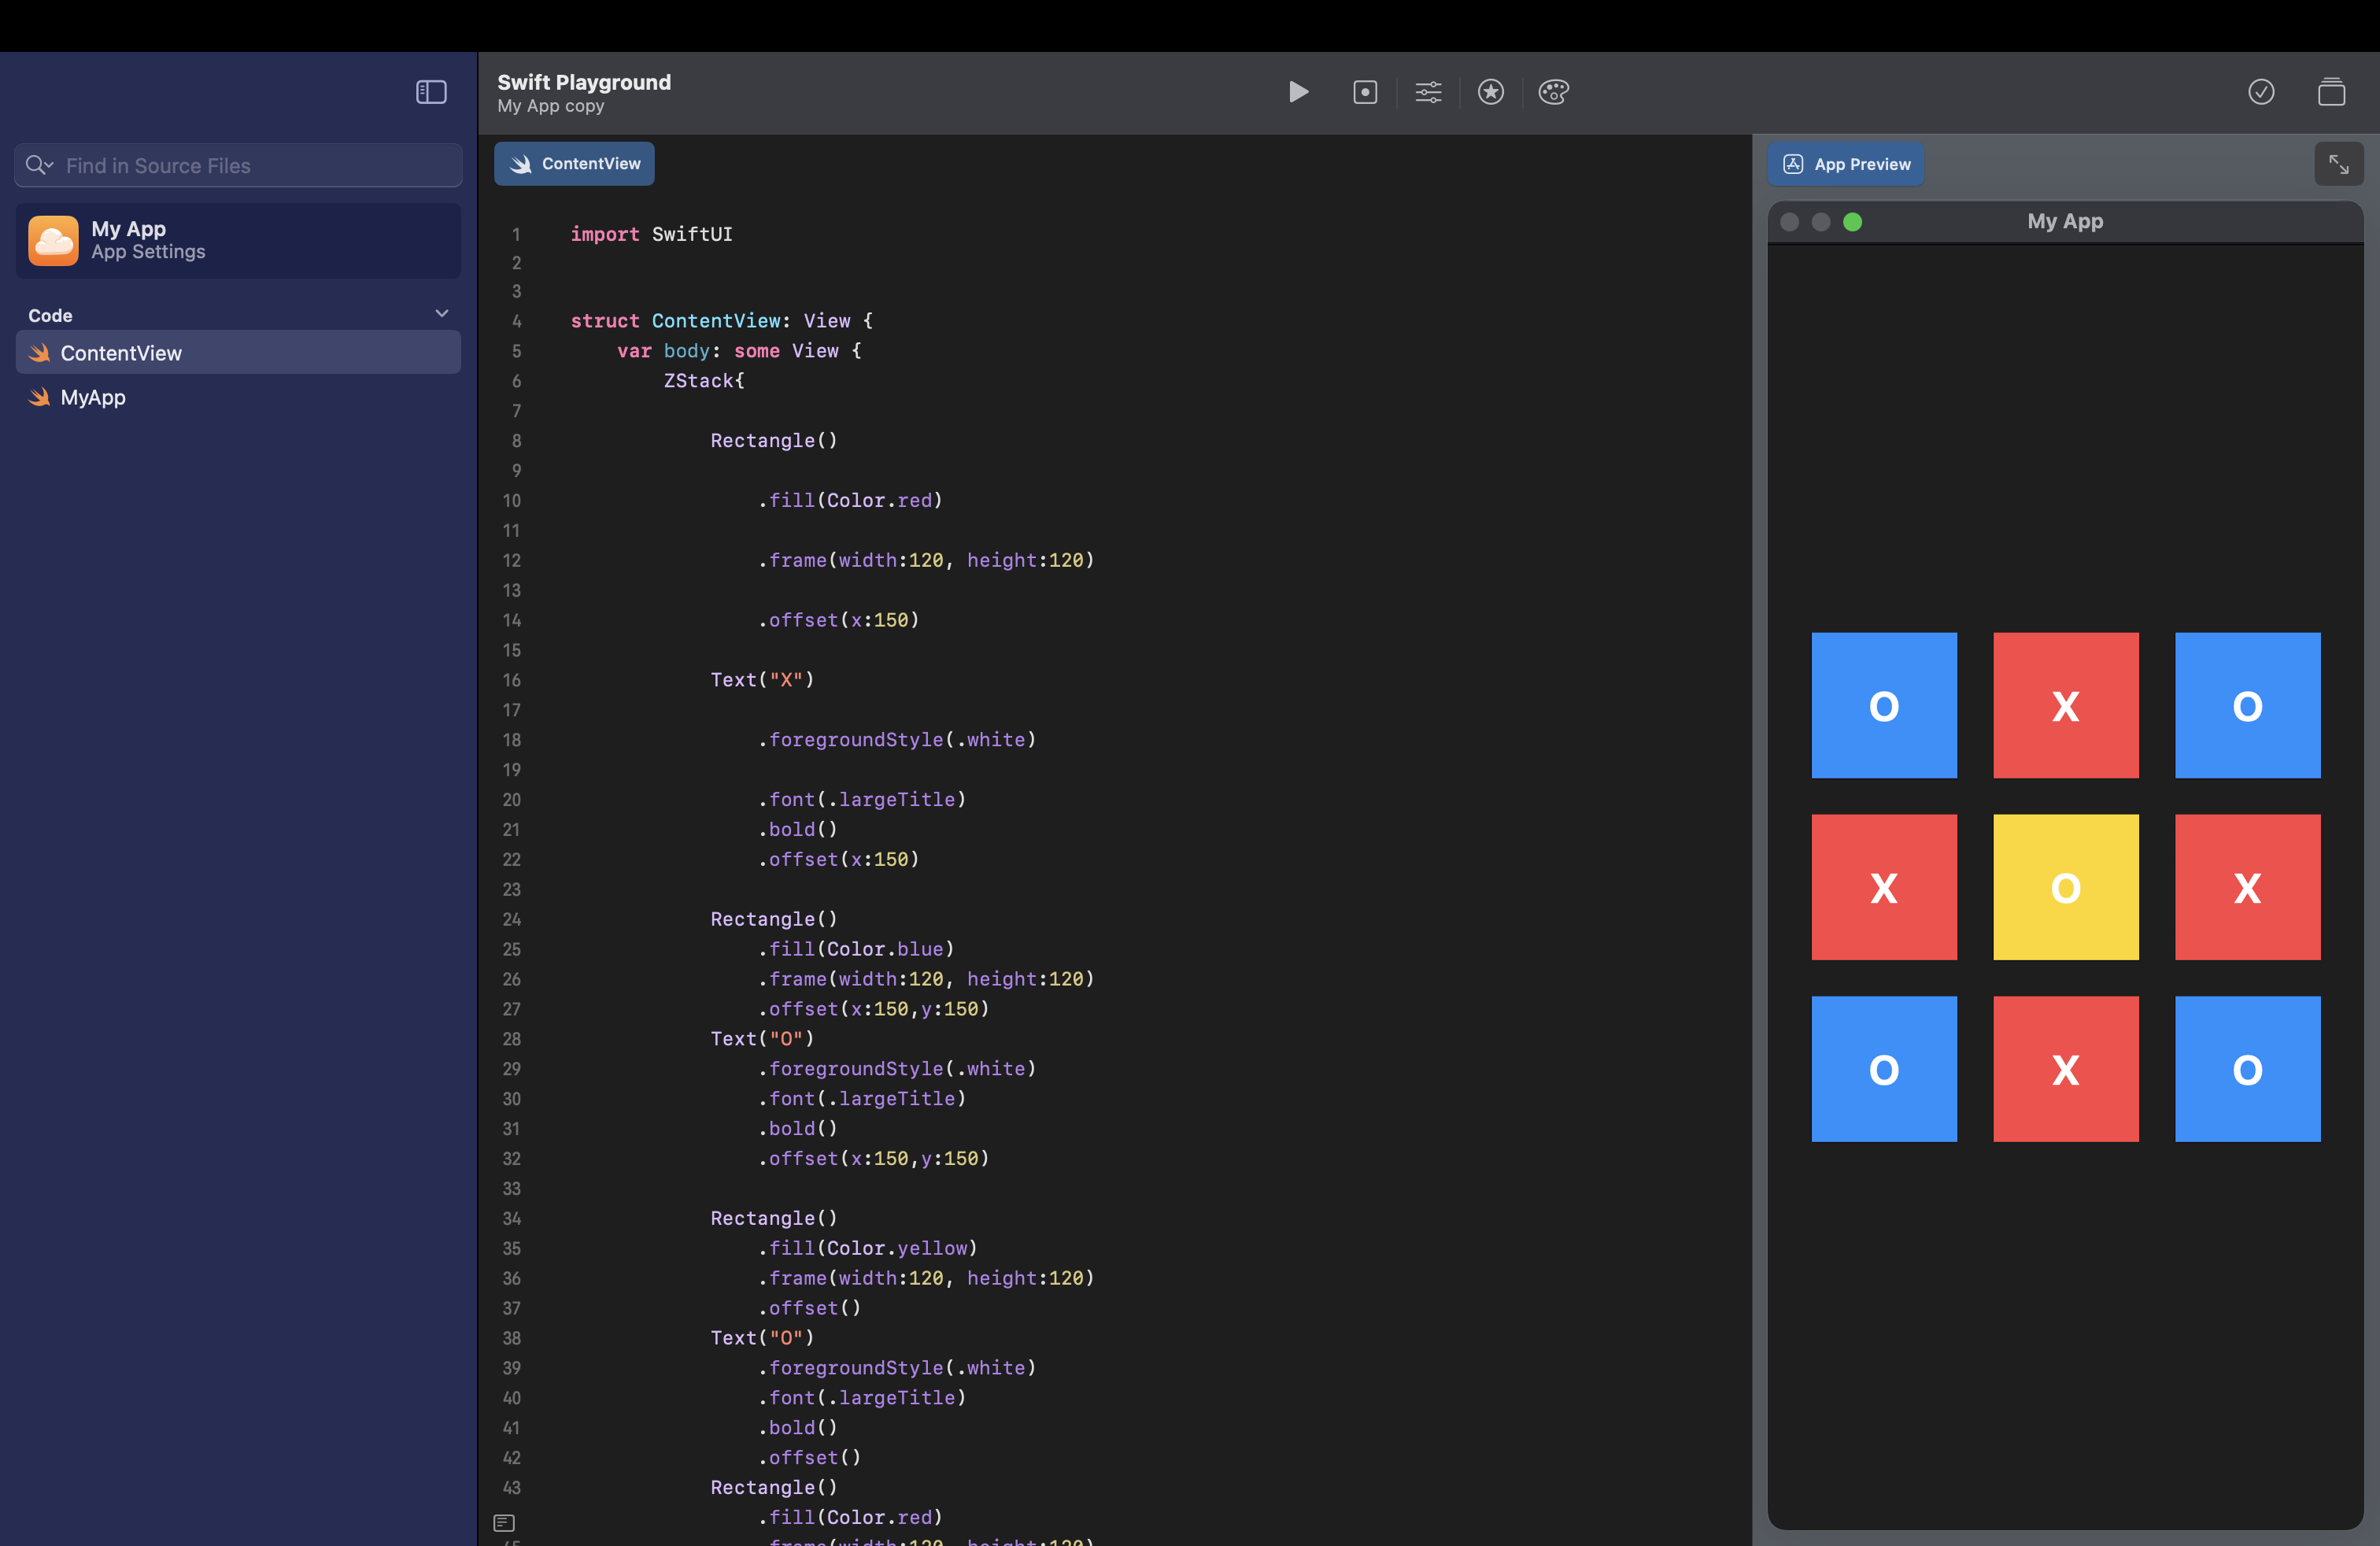 Swift Playground
My App copy
Find in Source Files
My App
App Settings
Code
ContentView
MyApp
ContentView
1 import SwiftUI
2
3
4 struct ContentView: View {
5 var body: some View {
6 ZStack{
7
8 Rectangle()
9
10 .fill(Color.red)
11
12 .frame(width:120, height:120)
13
14 .offset(x:150)
15
16 Text("X")
17
18 .foregroundStyle(.white)
19
20 .font(.largeTitle)
21 .bold()
22 .offset(x:150)
23
24 Rectangle()
25 .fill(Color.blue)
26 .frame(width:120, height:120)
27 .offset(x:150,y:150)
28 Text("O")
29 .foregroundStyle(.white)
30 .font(.largeTitle)
31 .bold()
32 .offset(x:150,y:150)
33
34 Rectangle()
35 .fill(Color.yellow)
36 .frame(width:120, height:120)
37 .offset()
38 Text("O")
39 .foregroundStyle(.white)
40 .font(.largeTitle)
41 .bold()
42 .offset()
43 Rectangle()
.fill(Color.red)
App Preview
My App
O X O
X O X
O X O